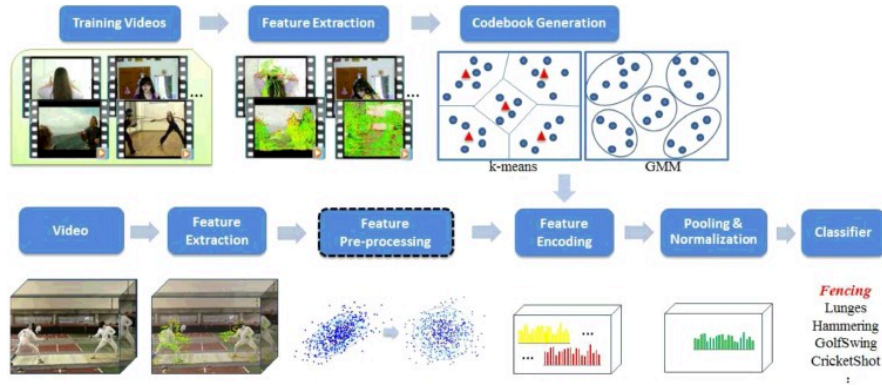 Training Videos
Feature Extraction
Codebook Generation
...
k-means
GMM
Video
Feature
Extraction
Feature
Pre-processing
Feature
Encoding
Pooling &
Normalization
Classifier
...
...
Fencing
Lunges
Hammering
GolfSwing
CricketShot
: